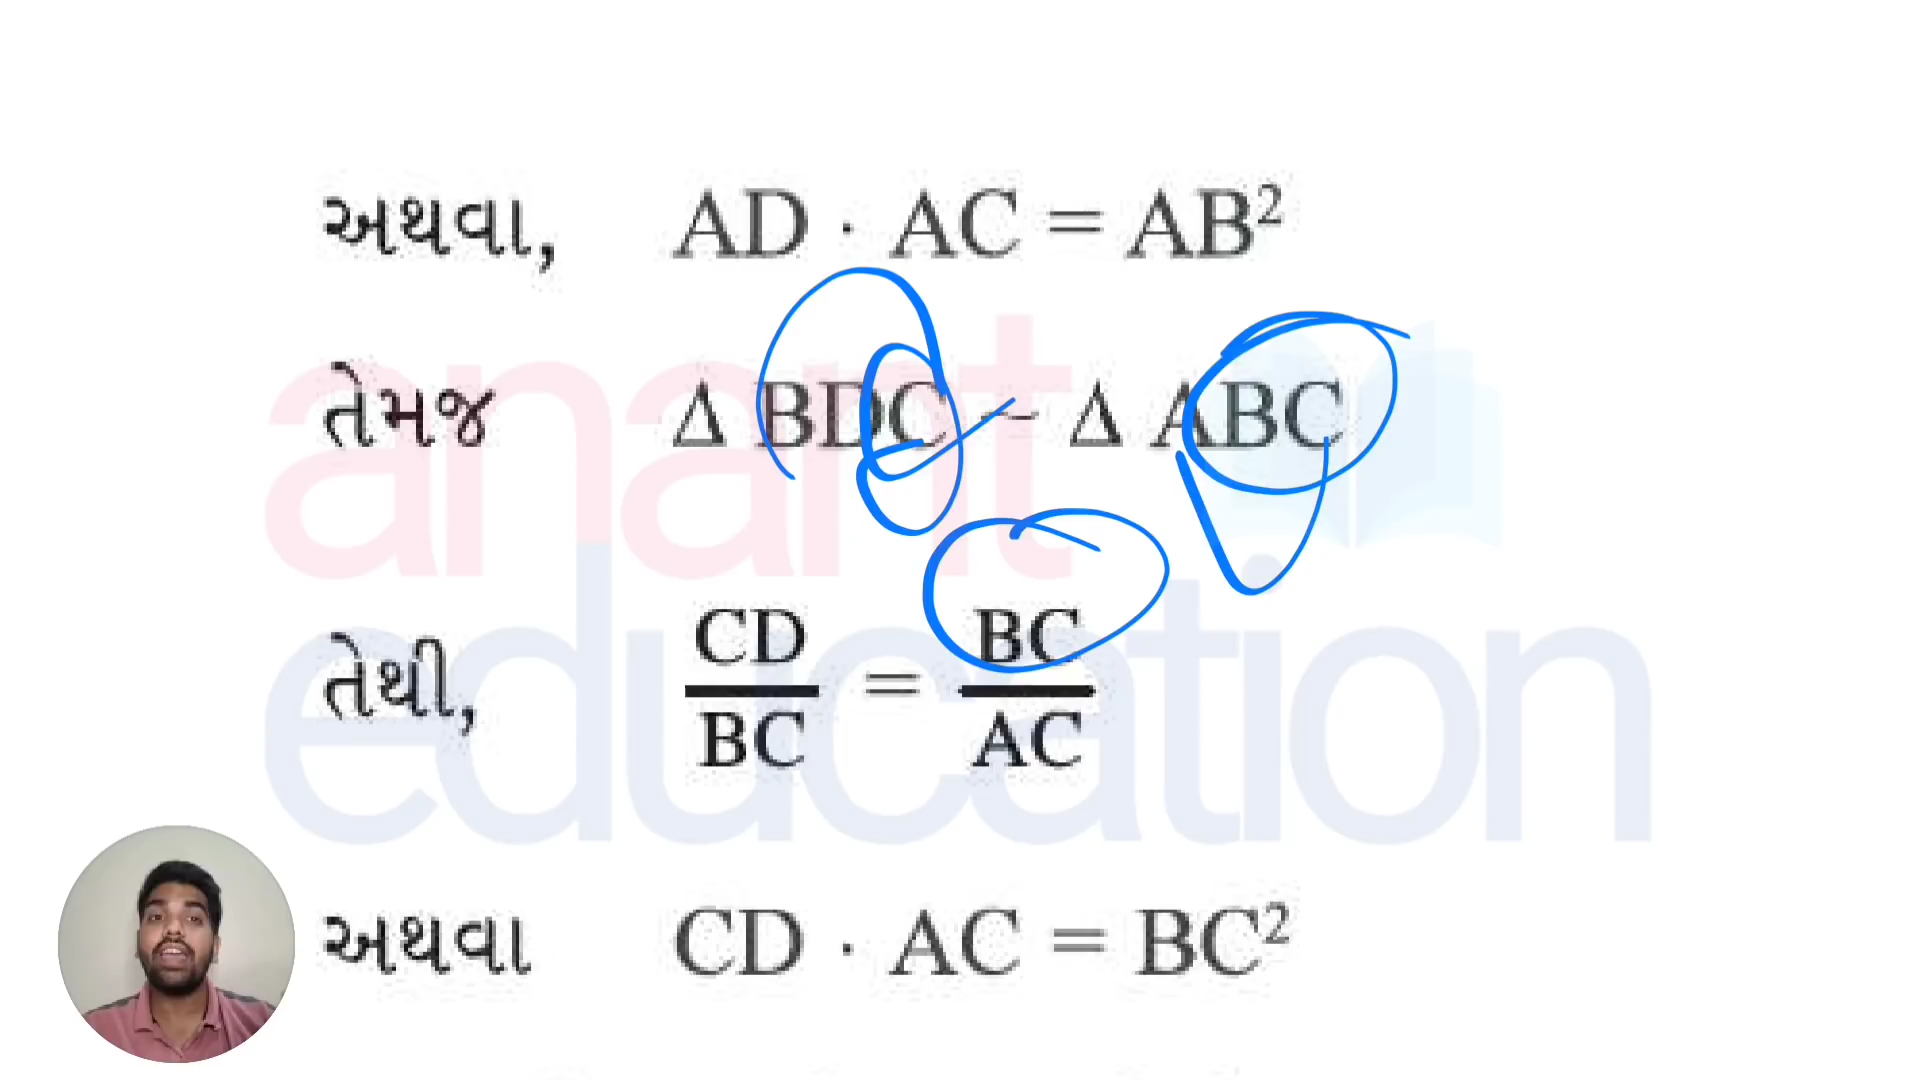 અથવા, AD · AC = AB²
તેમજ Δ BDC ~ Δ ABC
તેથી, CD/BC = BC/AC
અથવા CD · AC = BC²
anant
education